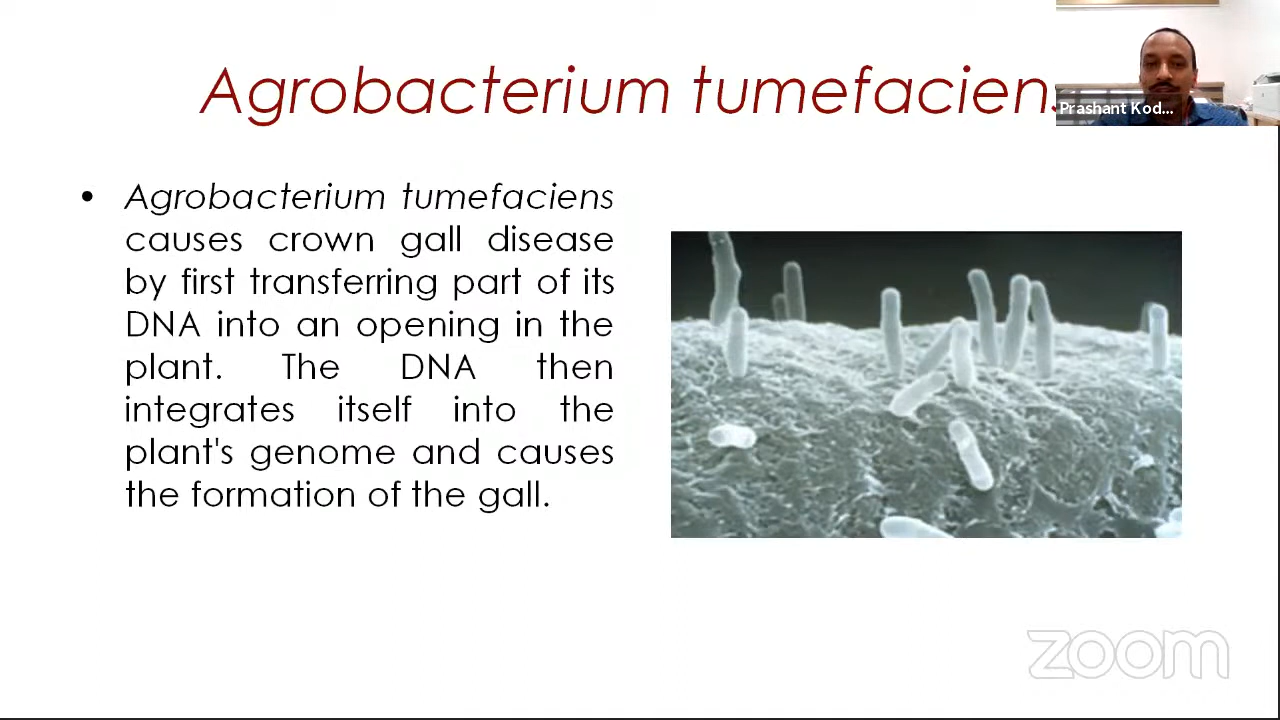 Agrobacterium tumefaciens
Prashant Kod...
• Agrobacterium tumefaciens
causes crown gall disease
by first transferring part of its
DNA into an opening in the
plant. The DNA then
integrates itself into the
plant's genome and causes
the formation of the gall.
zoom